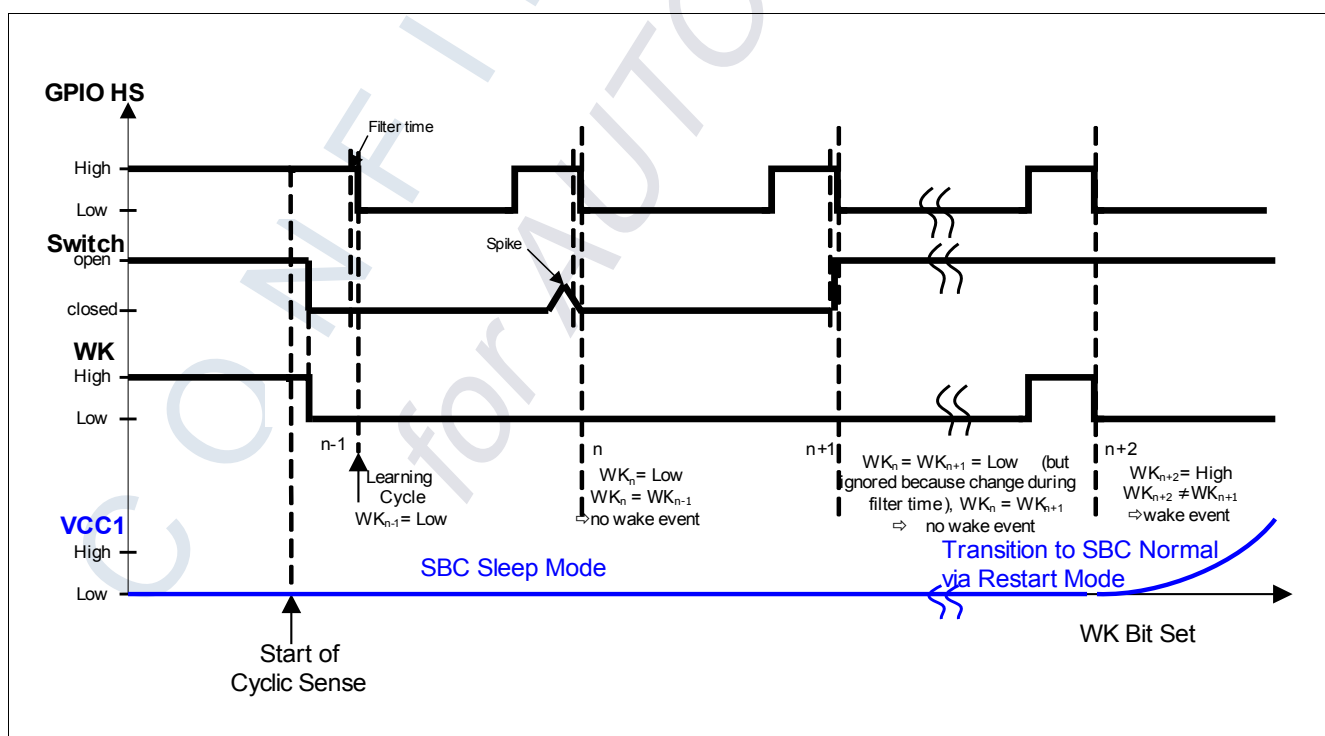 CONFI
for AUTO
GPIO HS
Filter time
High
Low
Switch
open
Spike
closed
WK
High
Low
n-1
n
n+1
n+2
Learning
Cycle
WKn-1= Low
WKn= Low
WKn = WKn-1
⇨no wake event
WKn = WKn+1 = Low (but
ignored because change during
filter time), WKn = WKn+1
⇨ no wake event
WKn+2= High
WKn+2 ≠WKn+1
⇨wake event
VCC1
High
Low
SBC Sleep Mode
Transition to SBC Normal
via Restart Mode
Start of
Cyclic Sense
WK Bit Set